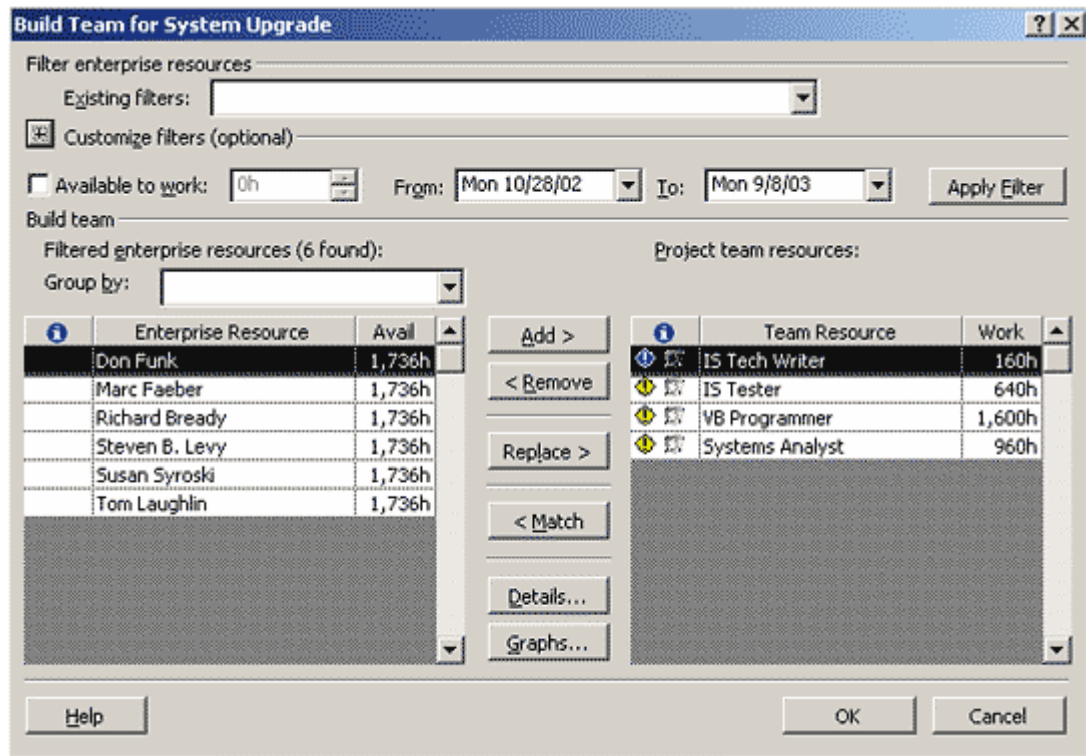 Build Team for System Upgrade
Filter enterprise resources
Existing filters:
Customize filters (optional)
Available to work: 0h From: Mon 10/28/02 To: Mon 9/8/03 Apply Filter
Build team
Filtered enterprise resources (6 found): Project team resources:
Group by:
Enterprise Resource Avail
Don Funk 1,736h
Marc Faeber 1,736h
Richard Bready 1,736h
Steven B. Levy 1,736h
Susan Syroski 1,736h
Tom Laughlin 1,736h
Add >
< Remove
Replace >
< Match
Details...
Graphs...
Team Resource Work
IS Tech Writer 160h
IS Tester 640h
VB Programmer 1,600h
Systems Analyst 960h
Help OK Cancel